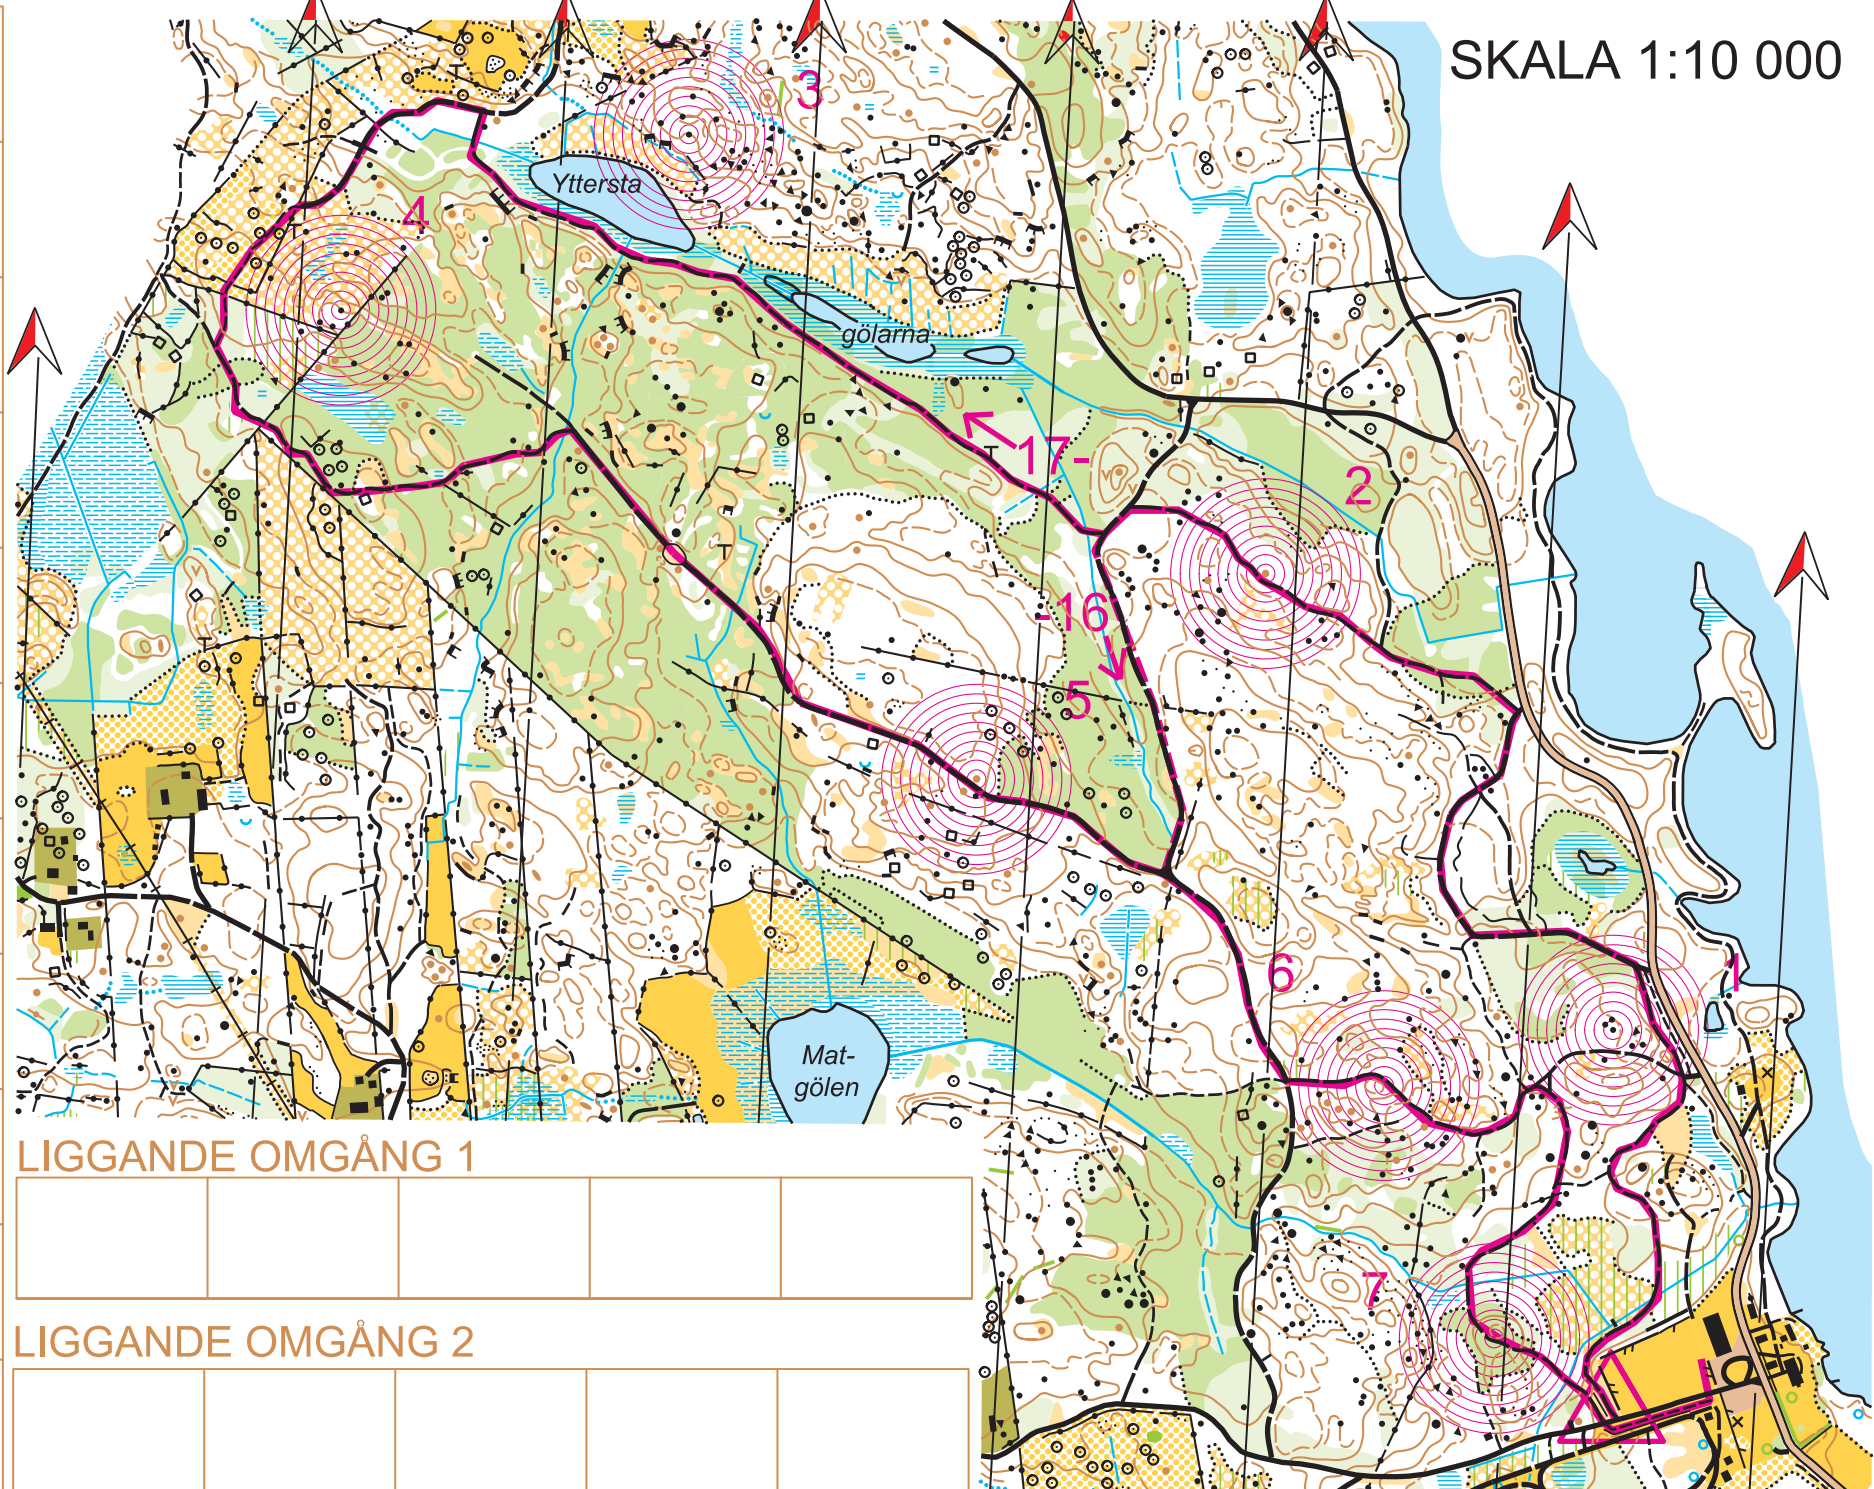 SKALA 1:10 000
3
Yttersta
4
gölarna
17-
2
-16
5
6
1
Mat-
gölen
7
LIGGANDE OMGÅNG 1
LIGGANDE OMGÅNG 2